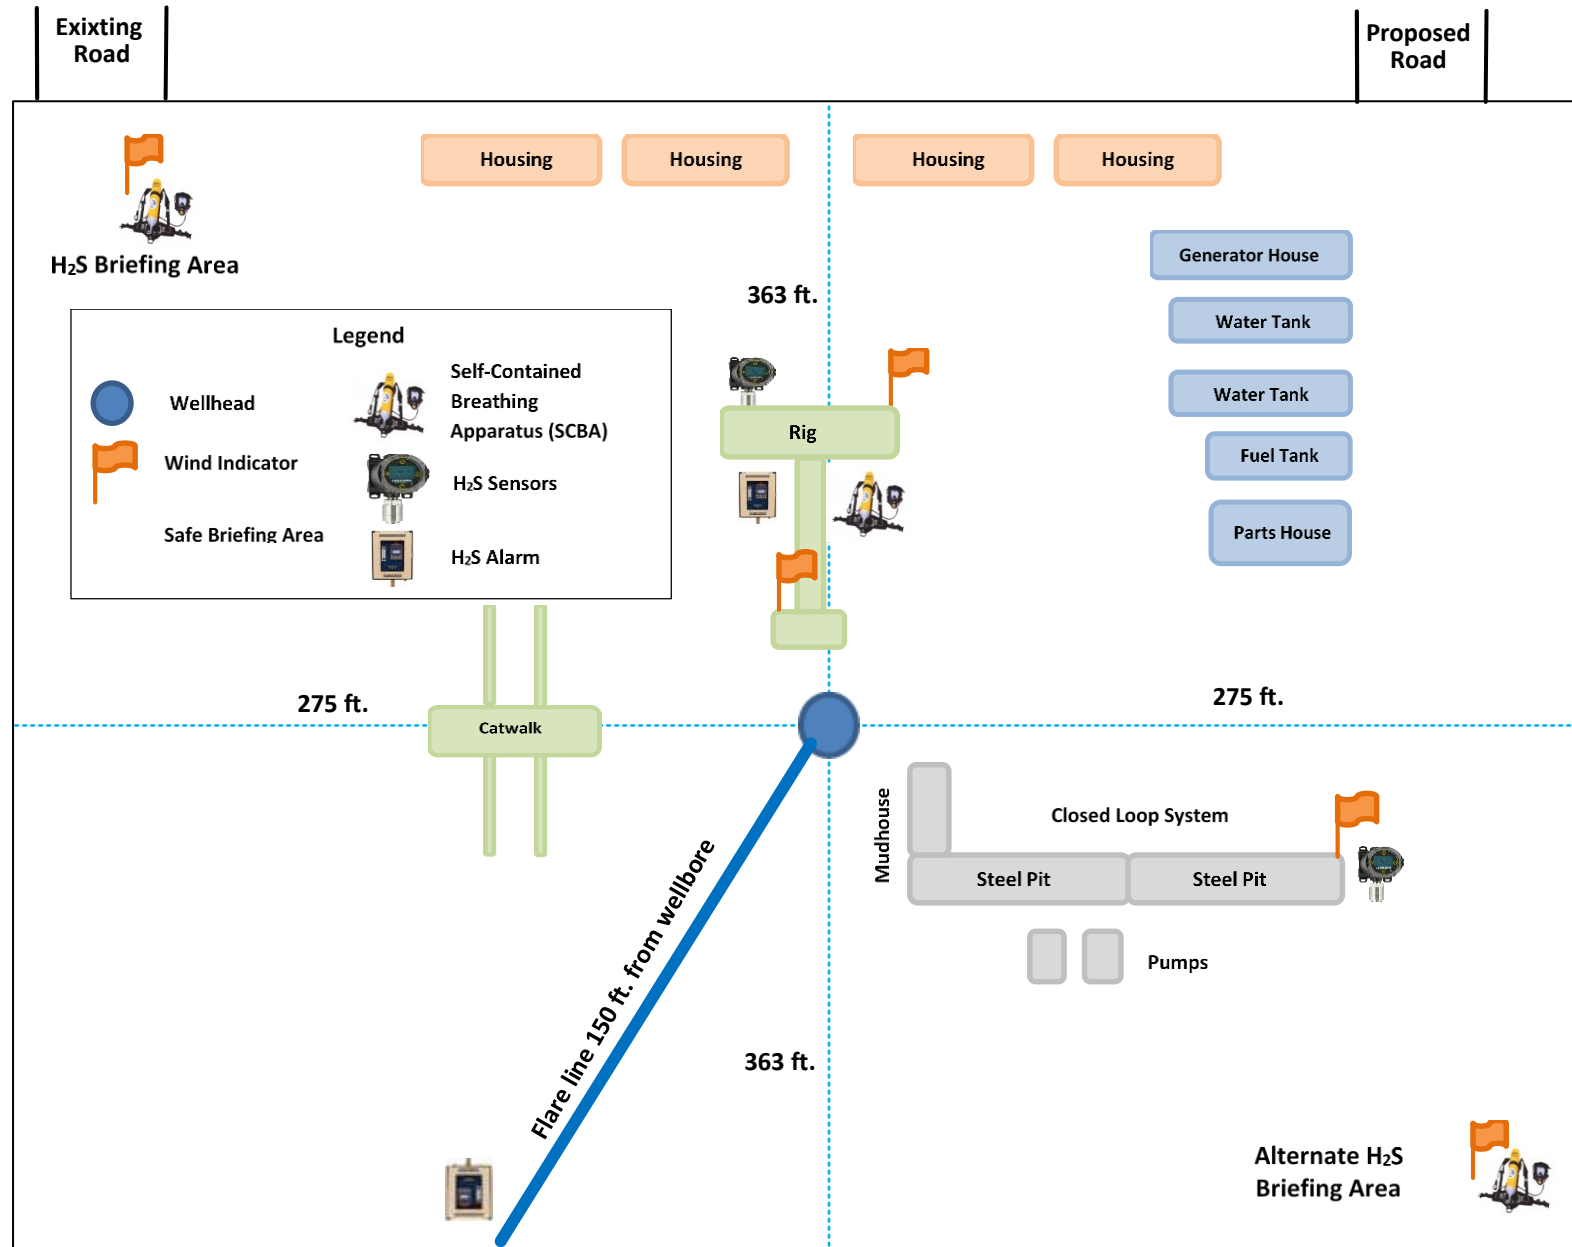 Exixting
Road
Proposed
Road
Housing
Housing
Housing
Housing
H₂S Briefing Area
Generator House
363 ft.
Water Tank
Legend
Wellhead
Self-Contained
Breathing
Apparatus (SCBA)
Wind Indicator
H₂S Sensors
Safe Briefing Area
H₂S Alarm
Rig
Water Tank
Fuel Tank
Parts House
275 ft.
275 ft.
Catwalk
Mudhouse
Closed Loop System
Steel Pit
Steel Pit
Pumps
Flare line 150 ft. from wellbore
363 ft.
Alternate H₂S
Briefing Area